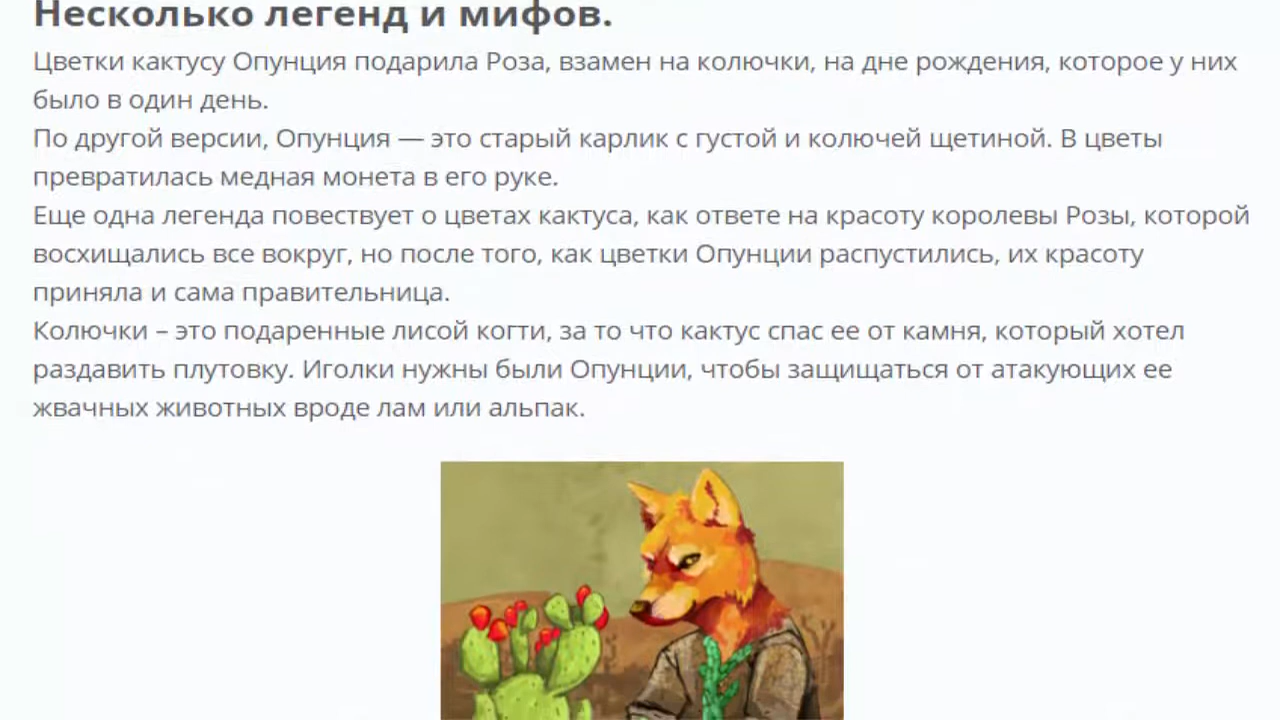 Несколько легенд и мифов.
Цветки кактусу Опунция подарила Роза, взамен на колючки, на дне рождения, которое у них
было в один день.
По другой версии, Опунция — это старый карлик с густой и колючей щетиной. В цветы
превратилась медная монета в его руке.
Еще одна легенда повествует о цветах кактуса, как ответе на красоту королевы Розы, которой
восхищались все вокруг, но после того, как цветки Опунции распустились, их красоту
приняла и сама правительница.
Колючки – это подаренные лисой когти, за то что кактус спас ее от камня, который хотел
раздавить плутовку. Иголки нужны были Опунции, чтобы защищаться от атакующих ее
жвачных животных вроде лам или альпак.